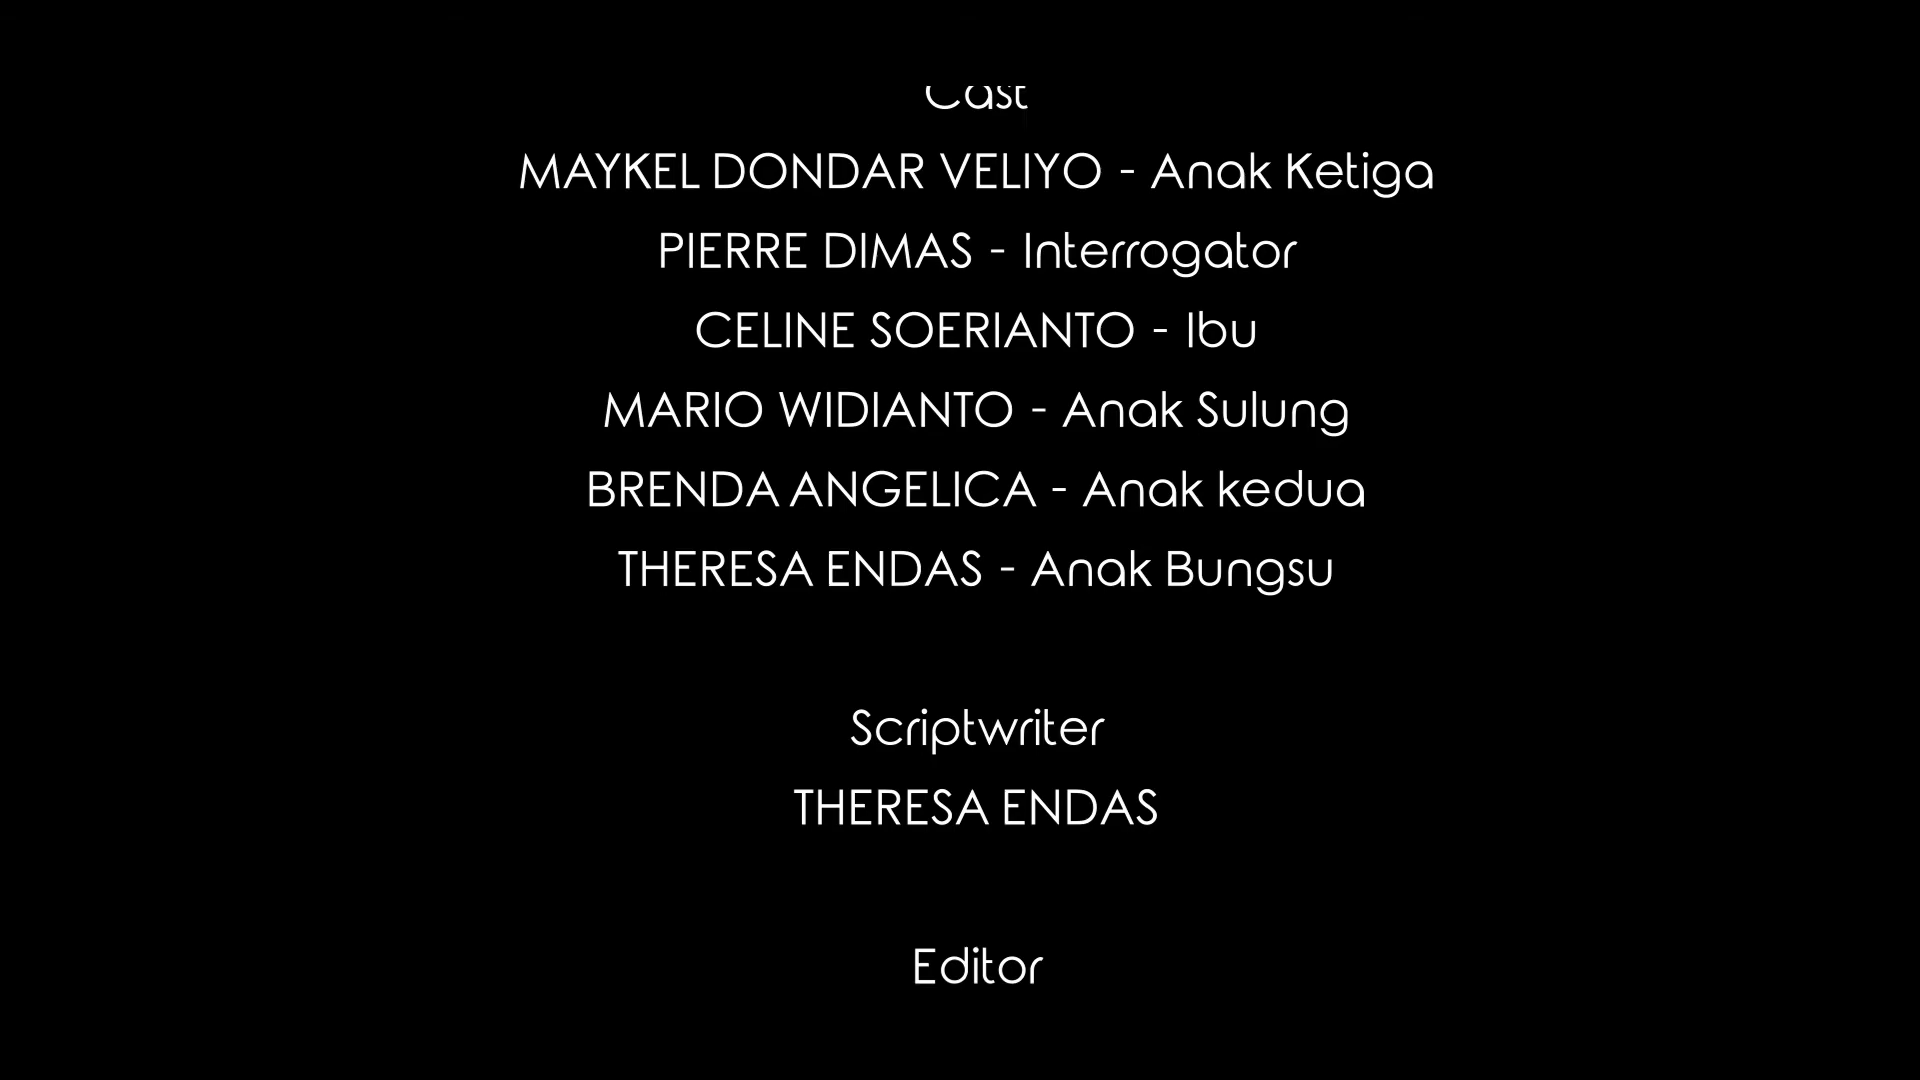 Cast
MAYKEL DONDAR VELIYO - Anak Ketiga
PIERRE DIMAS - Interrogator
CELINE SOERIANTO - Ibu
MARIO WIDIANTO - Anak Sulung
BRENDA ANGELICA - Anak kedua
THERESA ENDAS - Anak Bungsu
Scriptwriter
THERESA ENDAS
Editor